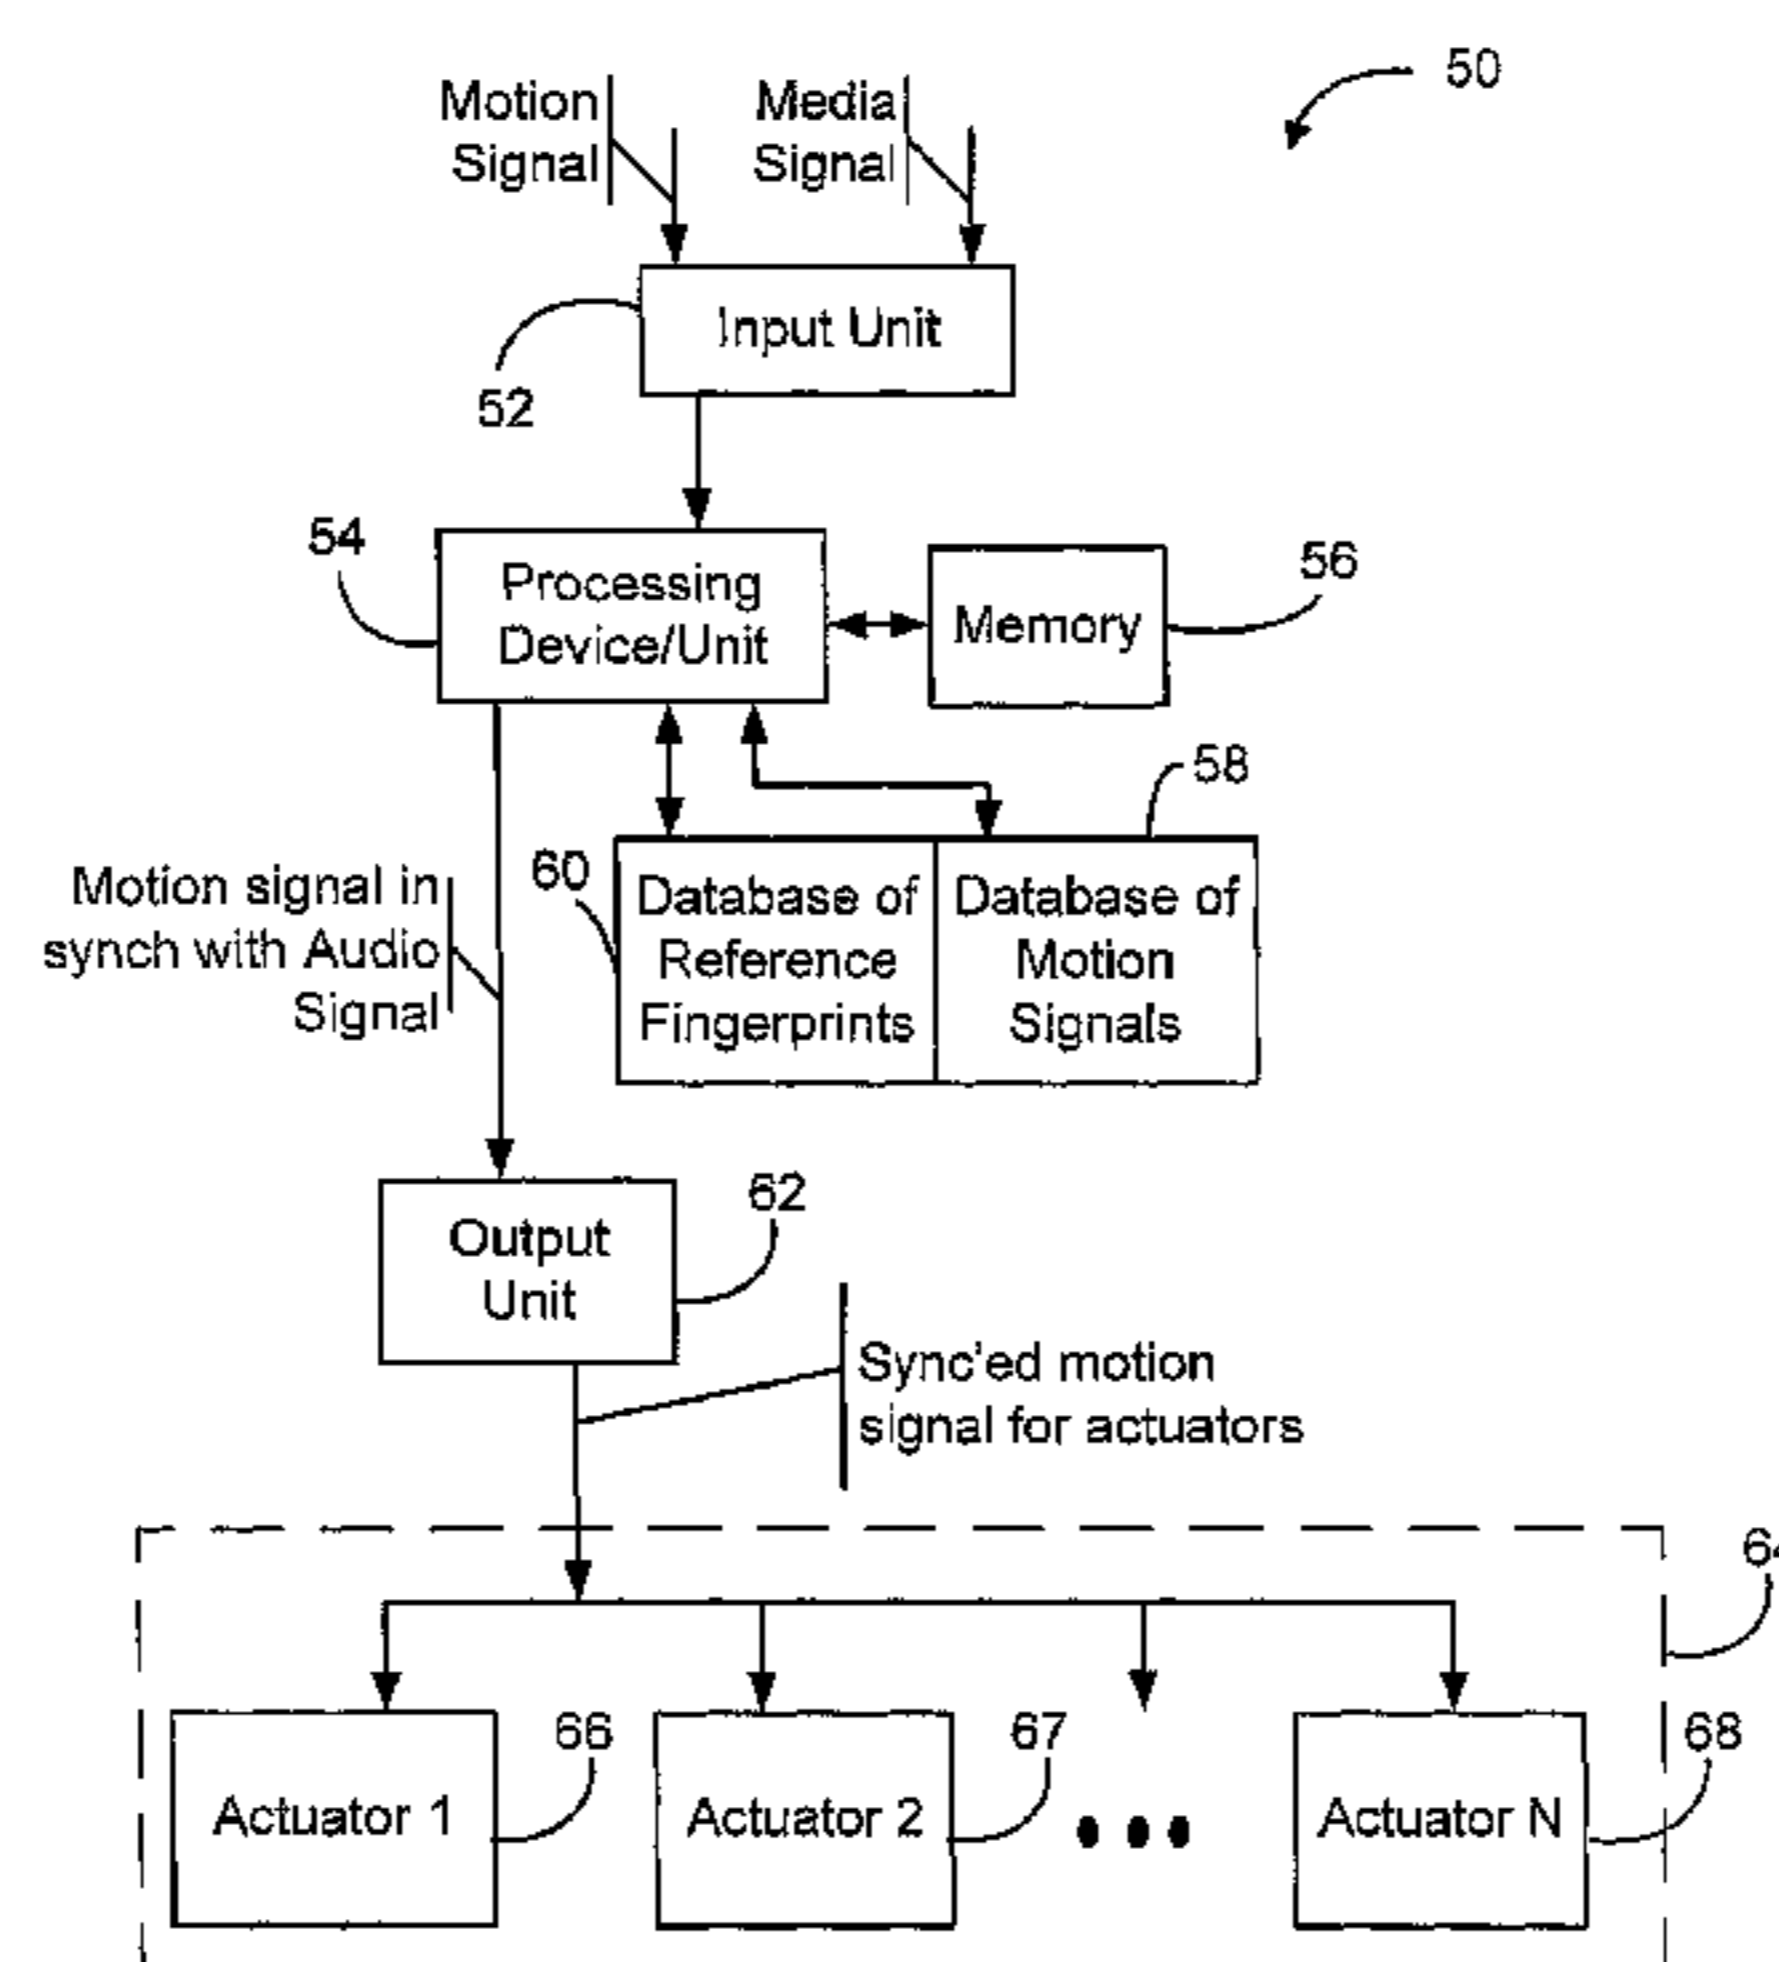 50
Motion
Signal
Media
Signal
Input Unit
52
54
Processing
Device/Unit
Memory
56
58
60
Database of
Reference
Fingerprints
Database of
Motion
Signals
Motion signal in
synch with Audio
Signal
62
Output
Unit
Sync'ed motion
signal for actuators
64
Actuator 1
66
Actuator 2
67
Actuator N
68